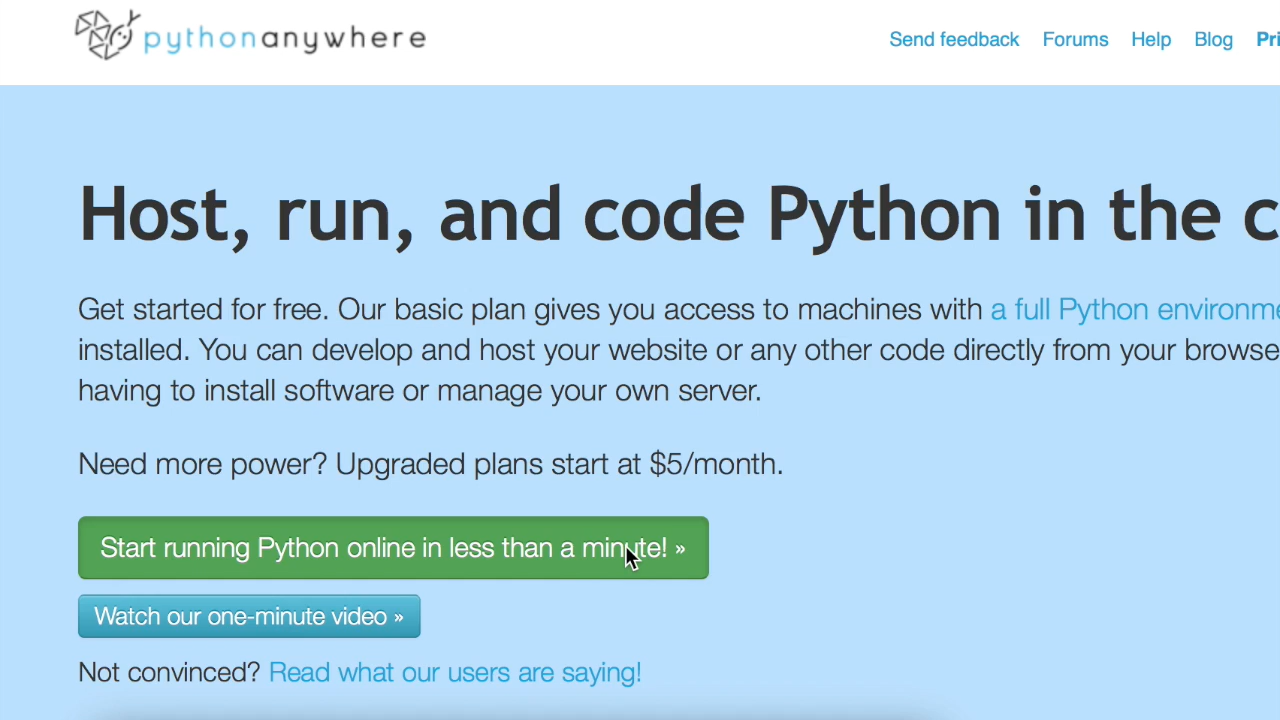 pythonanywhere
Send feedback Forums Help Blog
Host, run, and code Python in the
Get started for free. Our basic plan gives you access to machines with a full Python
installed. You can develop and host your website or any other code directly from your
having to install software or manage your own server.
Need more power? Upgraded plans start at $5/month.
Start running Python online in less than a minute! »
Watch our one-minute video »
Not convinced? Read what our users are saying!